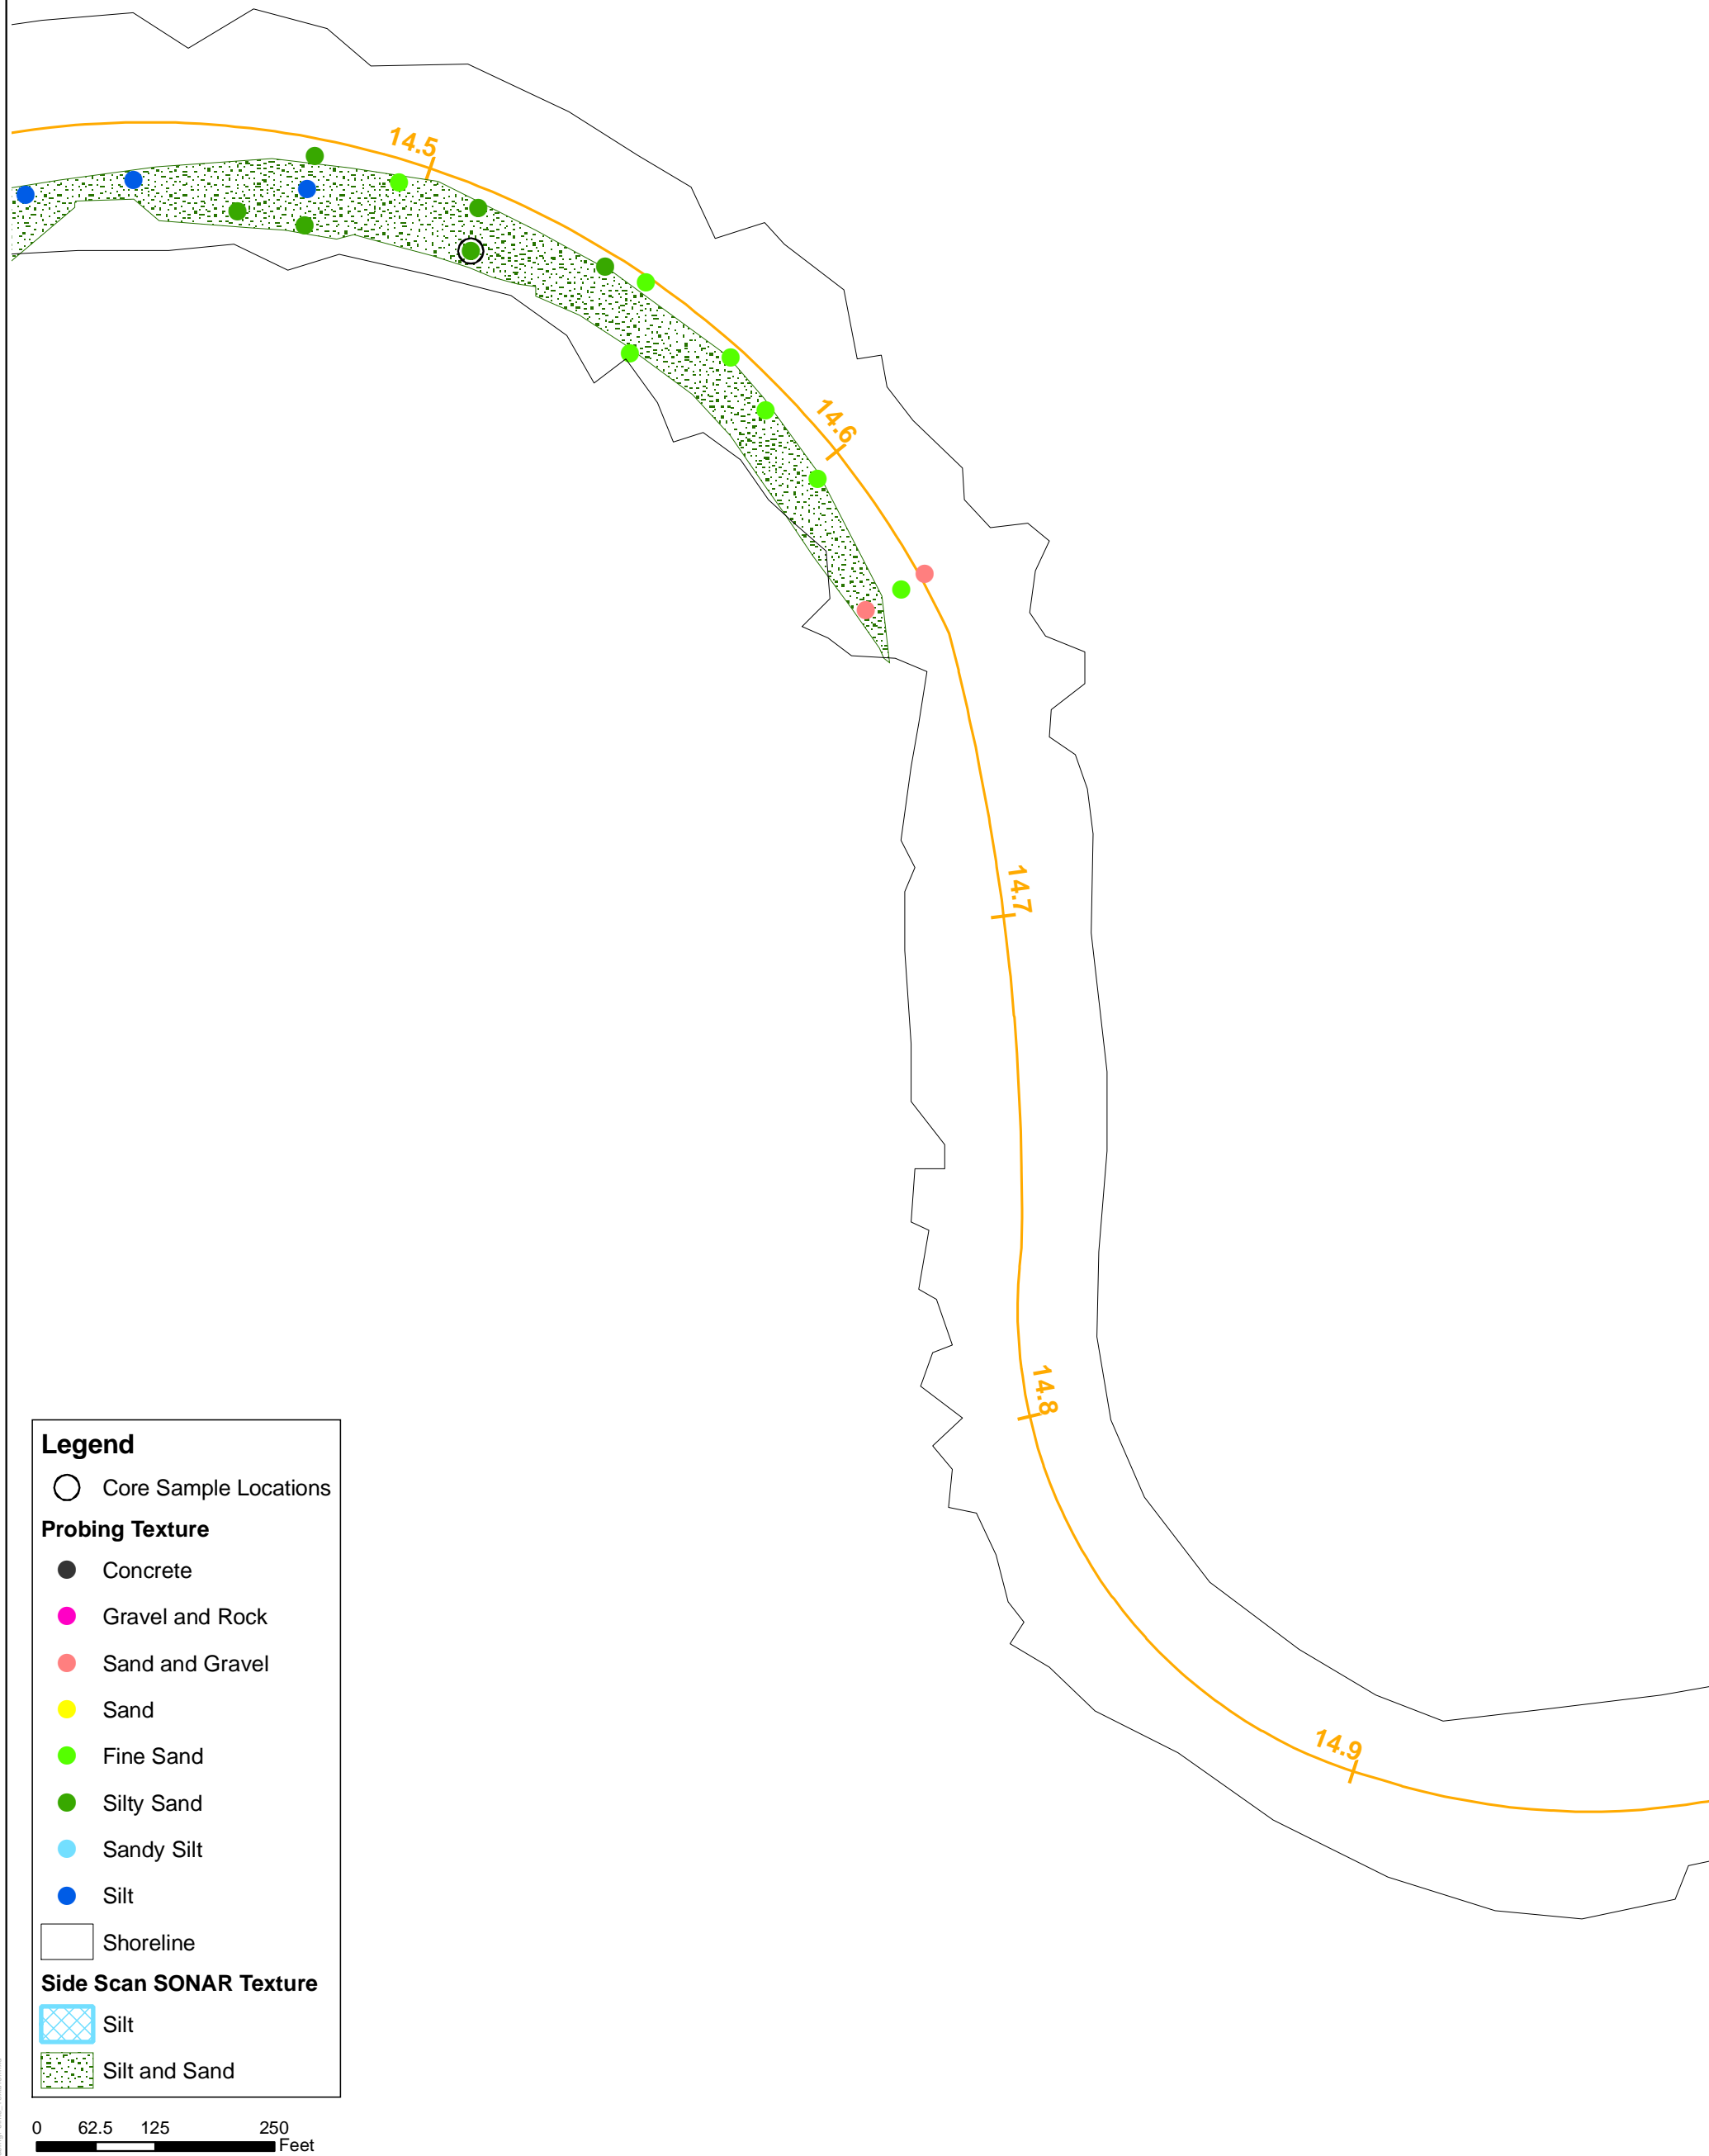 14.5
14.6
14.7
14.8
14.9
Legend
Core Sample Locations
Probing Texture
Concrete
Gravel and Rock
Sand and Gravel
Sand
Fine Sand
Silty Sand
Sandy Silt
Silt
Shoreline
Side Scan SONAR Texture
Silt
Silt and Sand
0 62.5 125 250
Feet